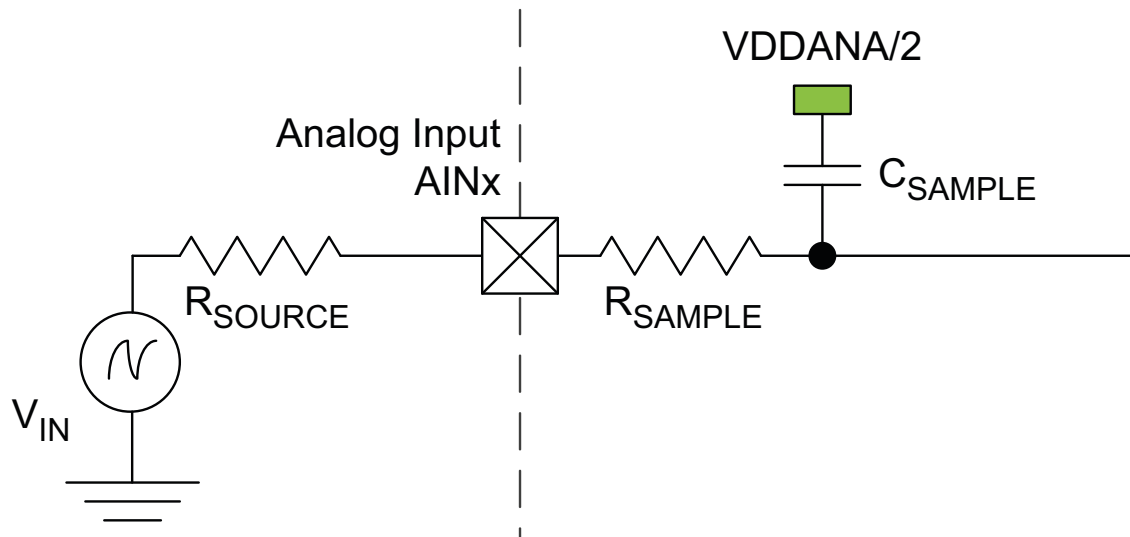 VDDANA/2
Analog Input
AINx
CSAMPLE
RSOURCE
RSAMPLE
VIN